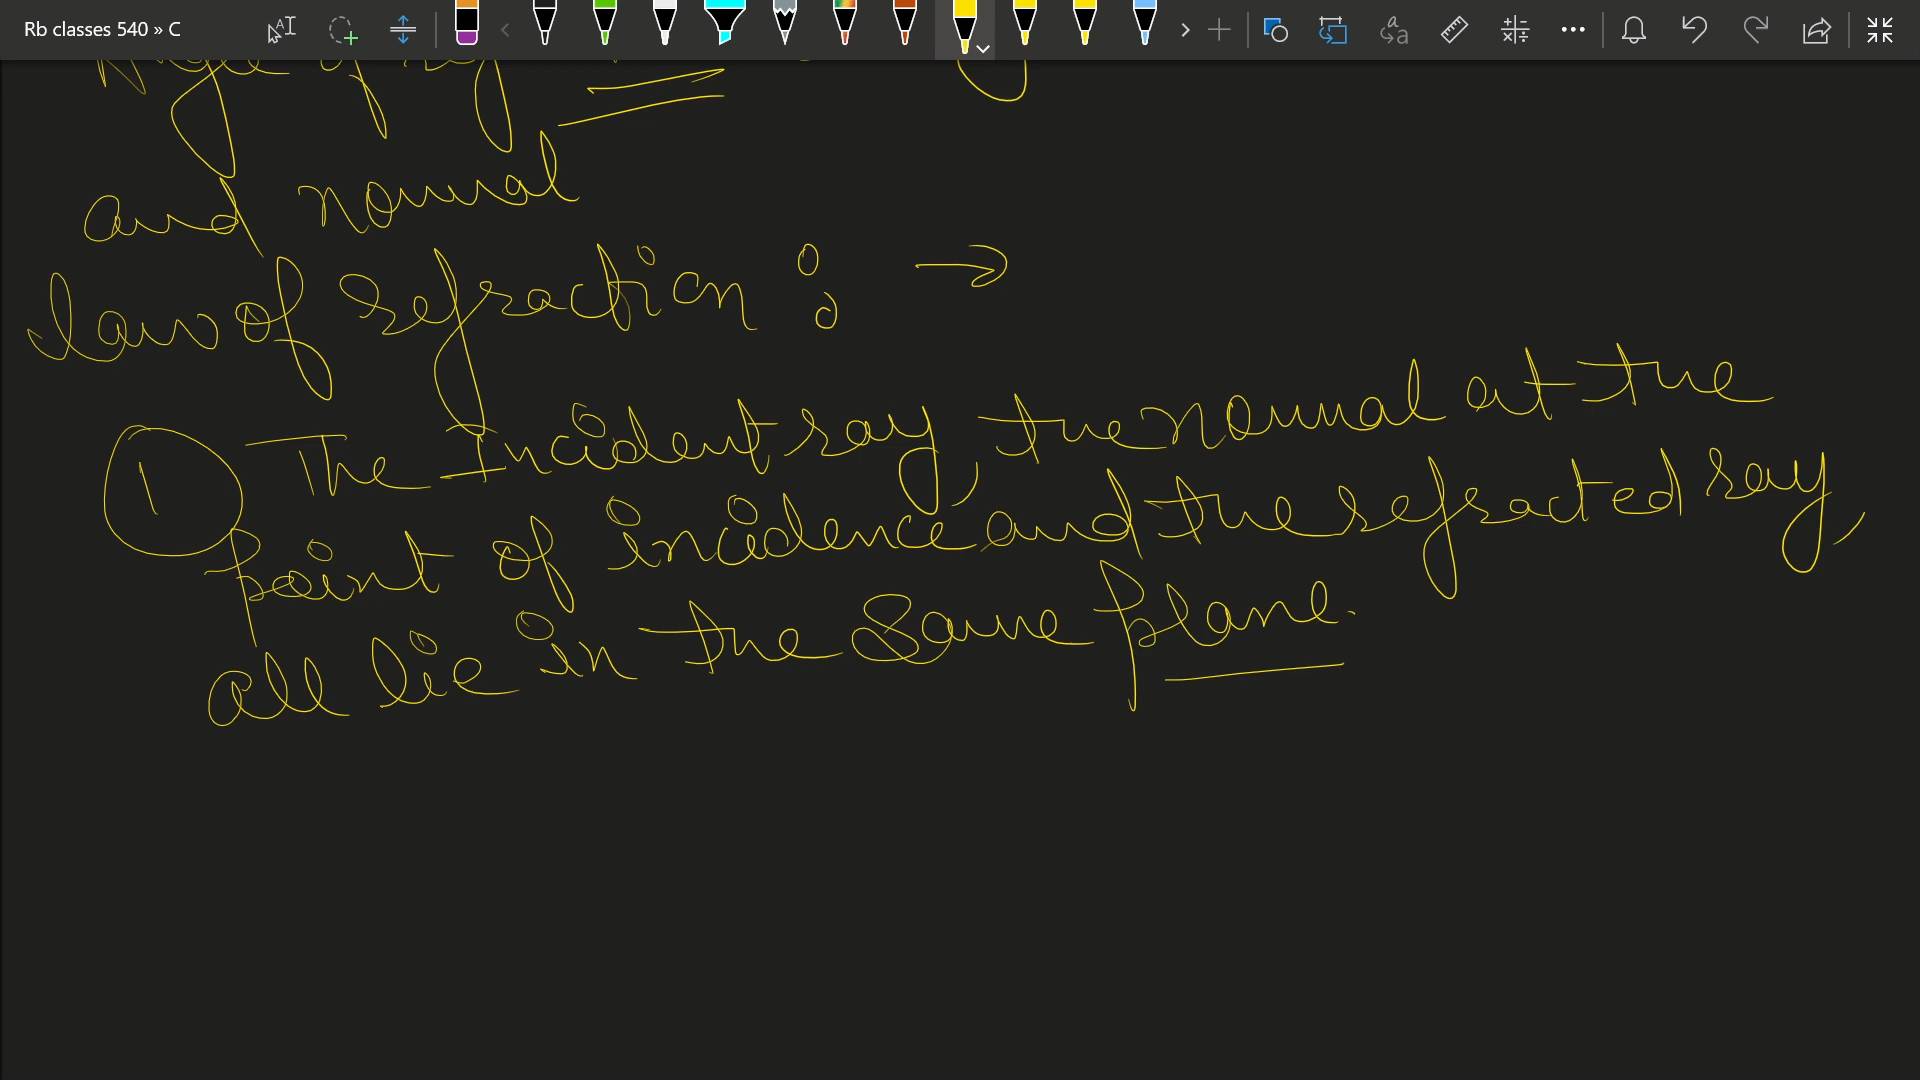 Rb classes 540 » C
and normal
law of refraction : →
① The Incident ray, the normal at the
point of incidence and the refracted ray,
all lie in the same plane.